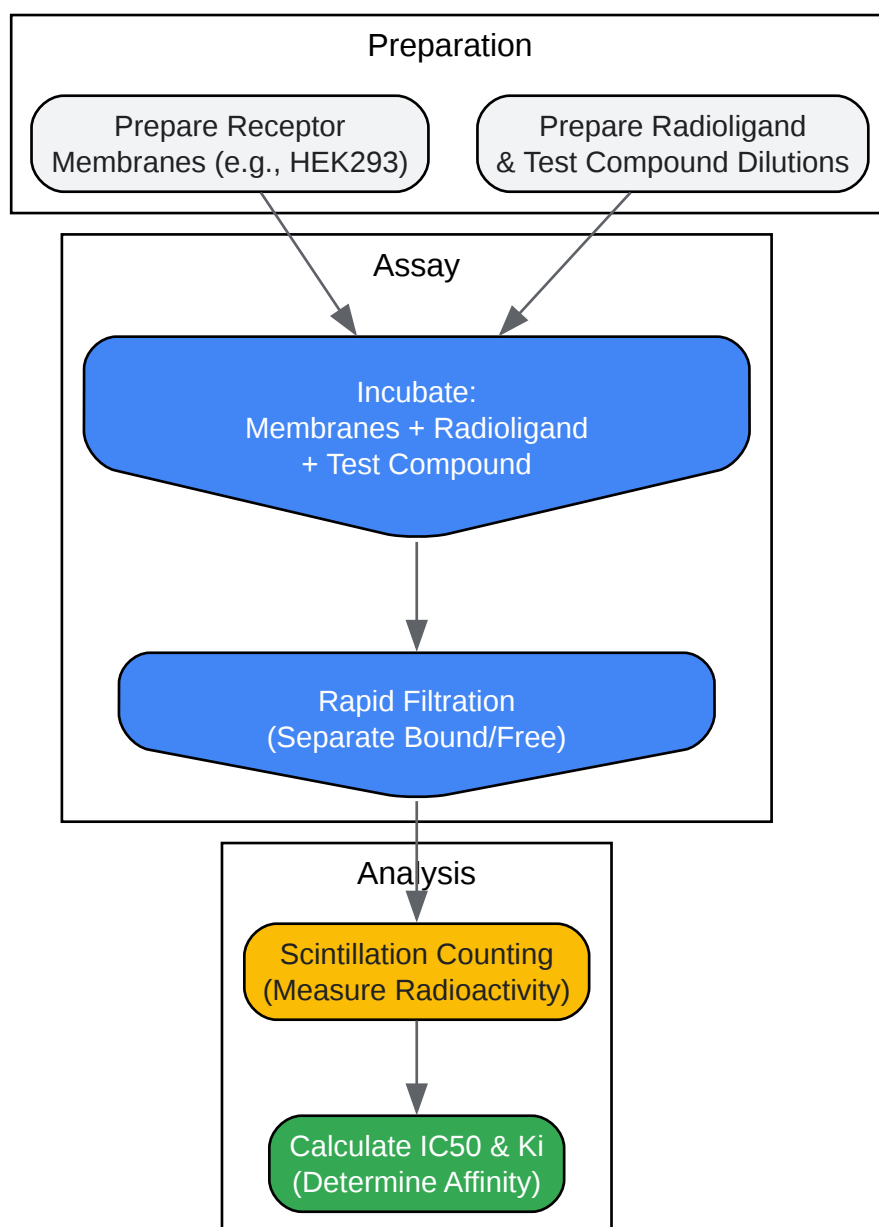 Preparation
Prepare Receptor
Membranes (e.g., HEK293)
Prepare Radioligand
& Test Compound Dilutions
Assay
Incubate:
Membranes + Radioligand
+ Test Compound
Rapid Filtration
(Separate Bound/Free)
Analysis
Scintillation Counting
(Measure Radioactivity)
Calculate IC50 & Ki
(Determine Affinity)